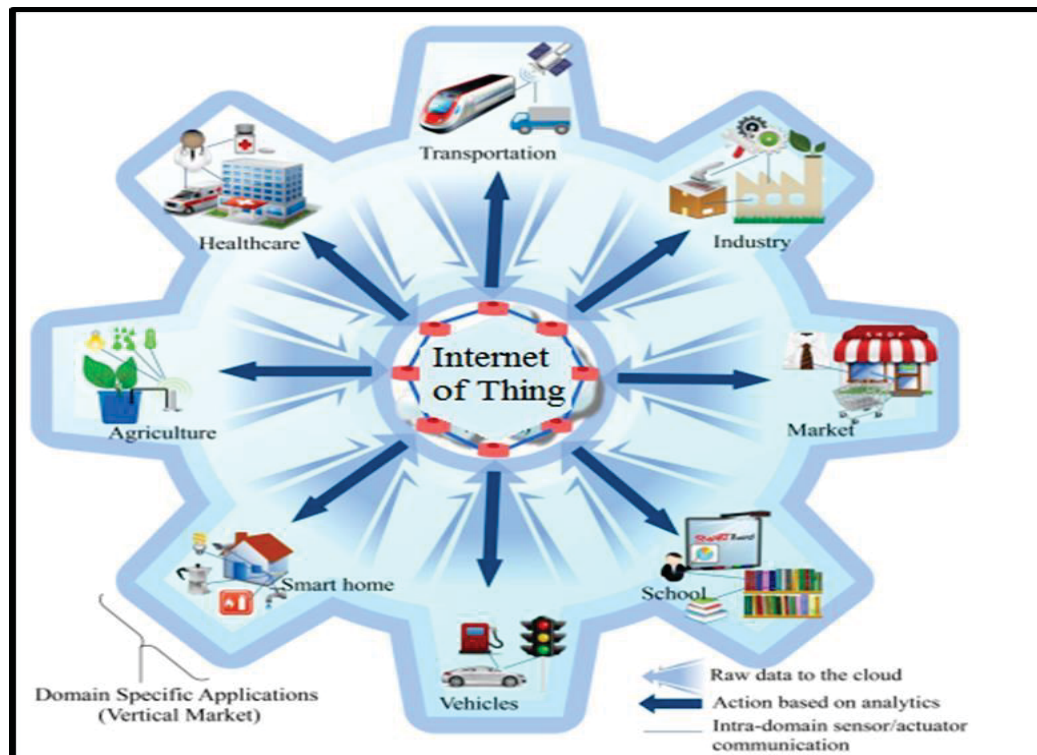 Transportation
Healthcare
Industry
Internet
of Thing
SHOP
Agriculture
Market
Smart home
School
Vehicles
Domain Specific Applications
(Vertical Market)
Raw data to the cloud
Action based on analytics
Intra-domain sensor/actuator
communication